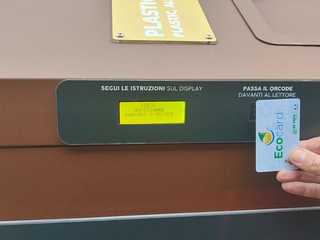 PLASTIC
PLASTIC, AL
SEGUI LE ISTRUZIONI SUL DISPLAY
PASSA IL QRCODE
DAVANTI AL LETTORE
Ecocard